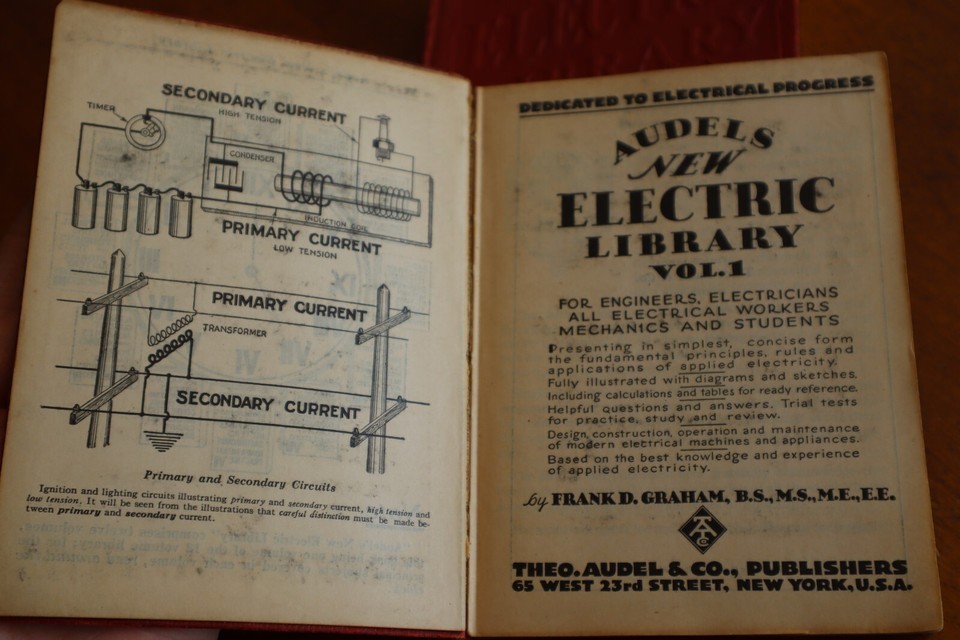 SECONDARY CURRENT
HIGH TENSION
TIMER
CONDENSER
INDUCTION COIL
PRIMARY CURRENT
LOW TENSION
PRIMARY CURRENT
TRANSFORMER
SECONDARY CURRENT
Primary and Secondary Circuits
Ignition and lighting circuits illustrating primary and secondary current, high tension and
low tension. It will be seen from the illustrations that careful distinction must be made be-
tween primary and secondary current.
ELECTRIC
LIBRARY
DEDICATED TO ELECTRICAL PROGRESS
AUDELS
NEW
ELECTRIC
LIBRARY
VOL.1
FOR ENGINEERS, ELECTRICIANS
ALL ELECTRICAL WORKERS
MECHANICS AND STUDENTS
Presenting in simplest, concise form
the fundamental principles, rules and
applications of applied electricity.
Fully illustrated with diagrams and sketches.
Including calculations and tables for ready reference.
Helpful questions and answers. Trial tests
for practice, study and review.
Design, construction, operation and maintenance
of modern electrical machines and appliances.
Based on the best knowledge and experience
of applied electricity.
by FRANK D. GRAHAM, B.S., M.S., M.E., E.E.
THEO. AUDEL & CO., PUBLISHERS
65 WEST 23rd STREET, NEW YORK, U.S.A.